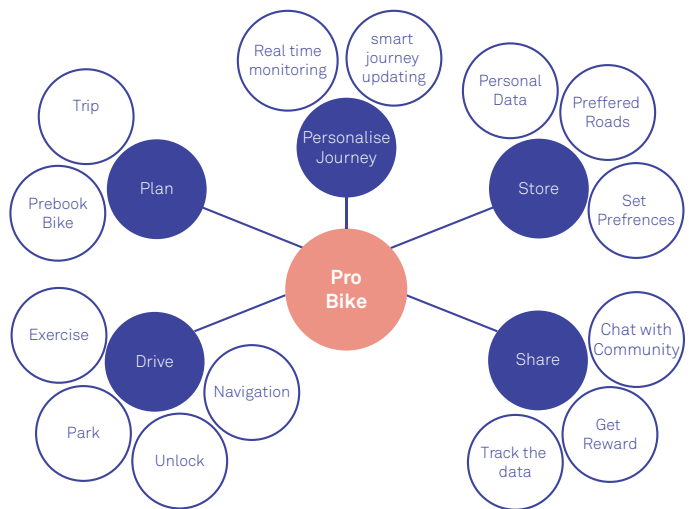 Real time
monitoring
smart
journey
updating
Personalise
Journey
Trip
Prebook
Bike
Plan
Personal
Data
Preffered
Roads
Set
Prefrences
Store
Pro
Bike
Exercise
Park
Unlock
Navigation
Drive
Chat with
Community
Get
Reward
Track the
data
Share